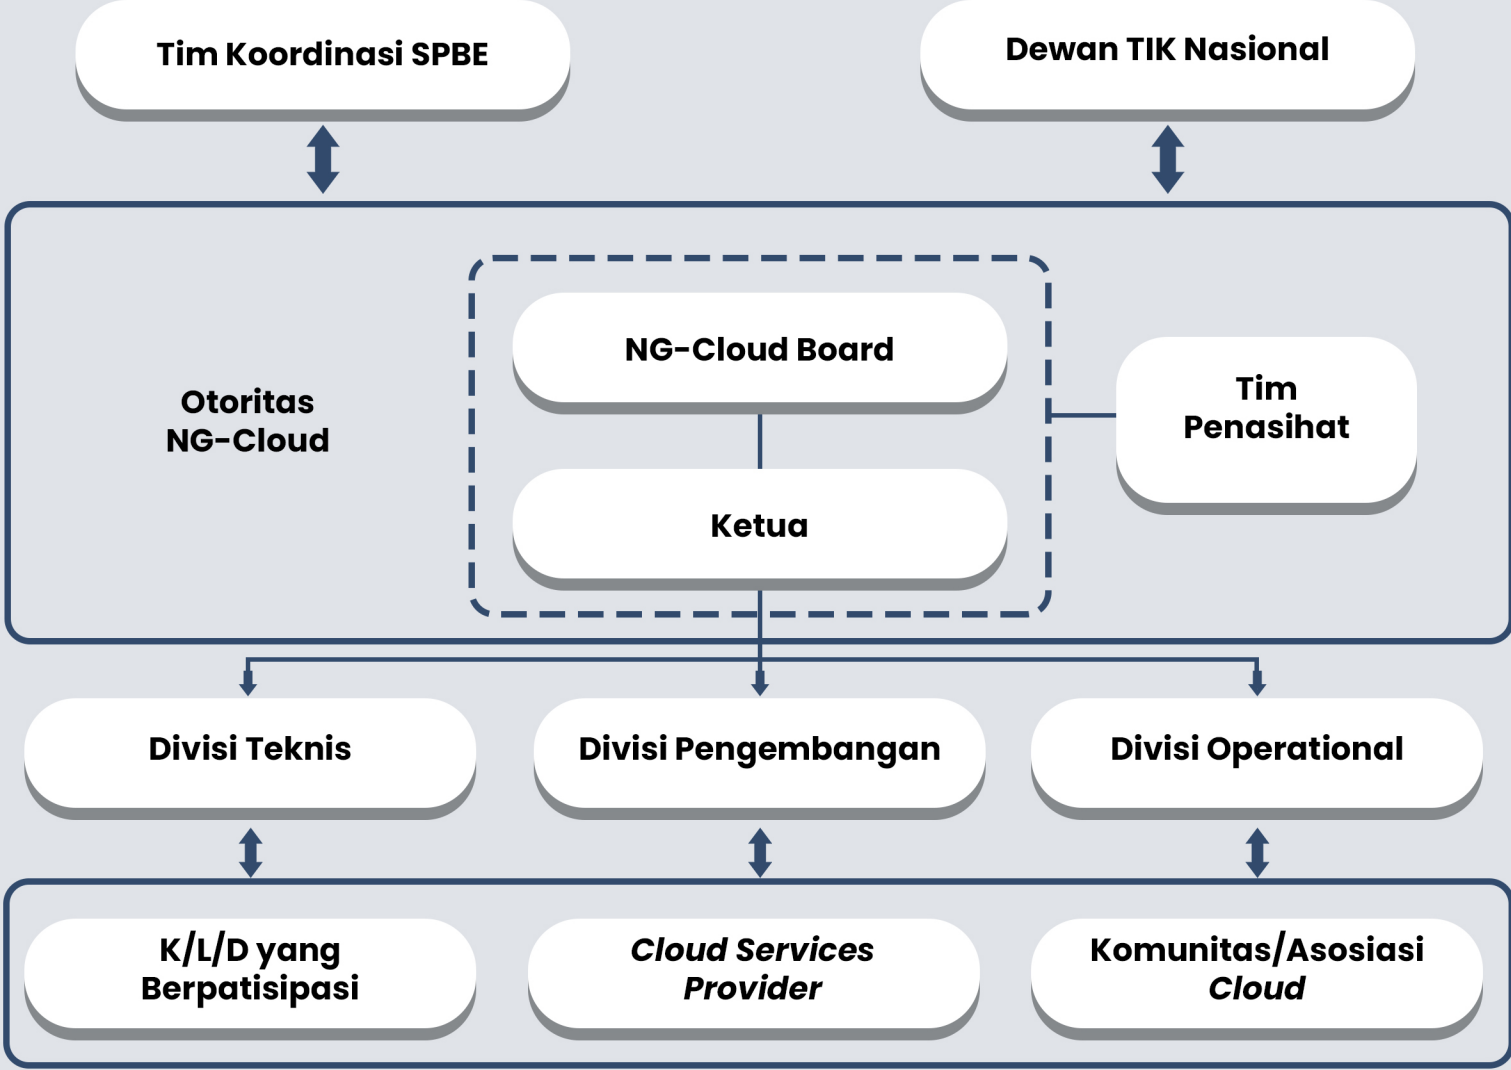 Tim Koordinasi SPBE
Dewan TIK Nasional
Otoritas
NG-Cloud
NG-Cloud Board
Ketua
Tim
Penasihat
Divisi Teknis
Divisi Pengembangan
Divisi Operational
K/L/D yang
Berpatisipasi
Cloud Services
Provider
Komunitas/Asosiasi
Cloud